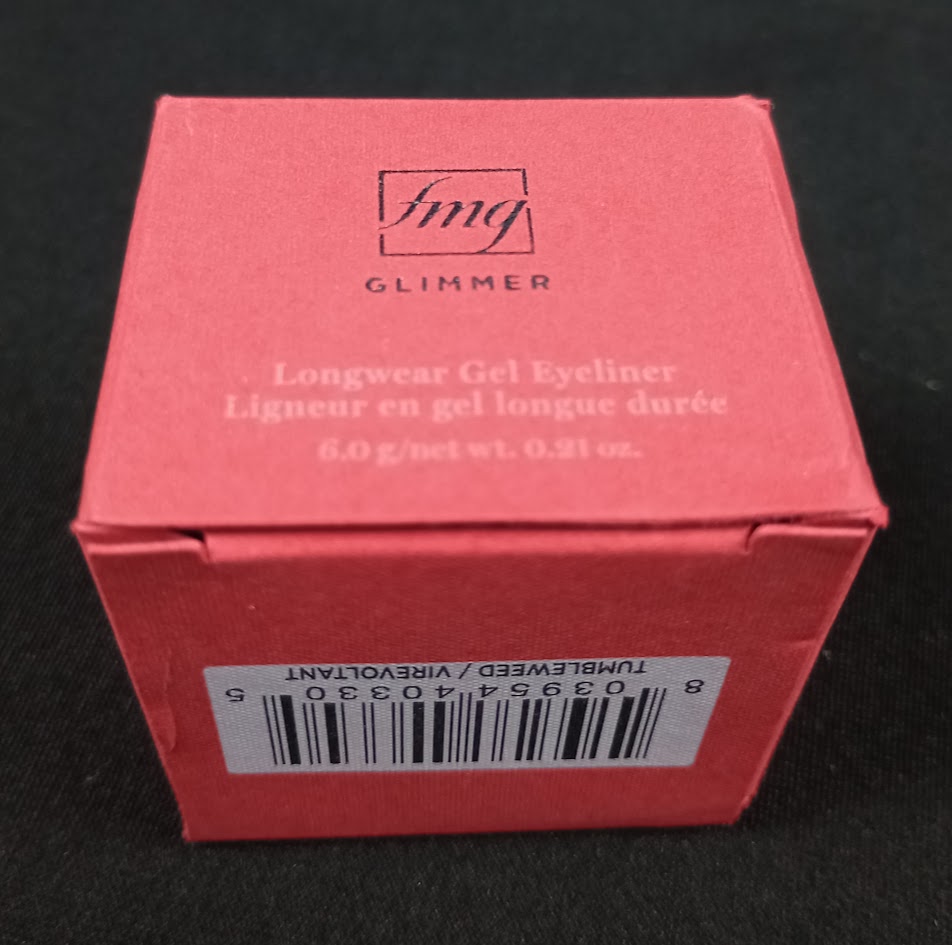 fmg
GLIMMER
Longwear Gel Eyeliner
Ligneur en gel longue durée
6.0 g/net wt. 0.21 oz.
8 03954 40330 5
TUMBLEWEED / VIREVOLTANT